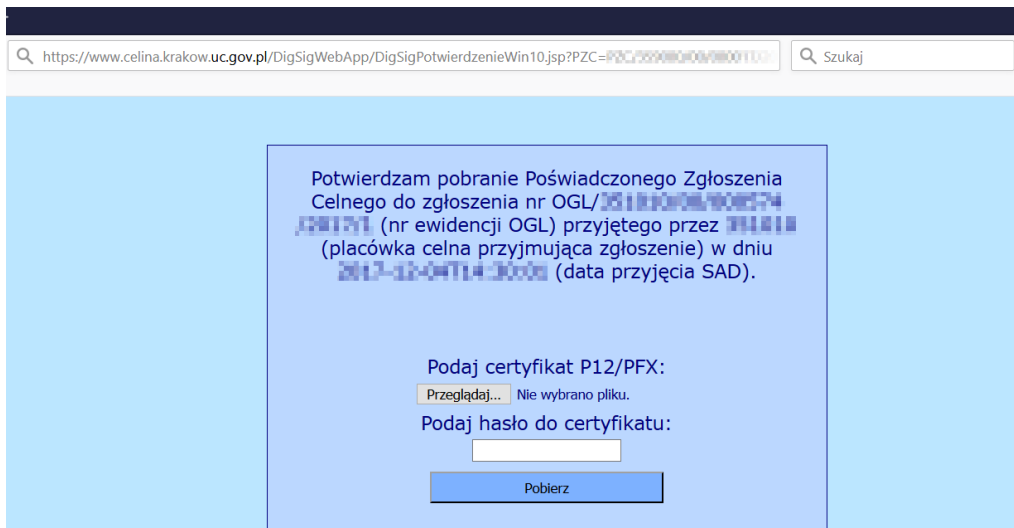 https://www.celina.krakow.uc.gov.pl/DigSigWebApp/DigSigPotwierdzenieWin10.jsp?PZC=
Szukaj
Potwierdzam pobranie Poświadczonego Zgłoszenia
Celnego do zgłoszenia nr OGL/
(nr ewidencji OGL) przyjętego przez
(placówka celna przyjmująca zgłoszenie) w dniu
(data przyjęcia SAD).
Podaj certyfikat P12/PFX:
Przeglądaj... Nie wybrano pliku.
Podaj hasło do certyfikatu:
Pobierz